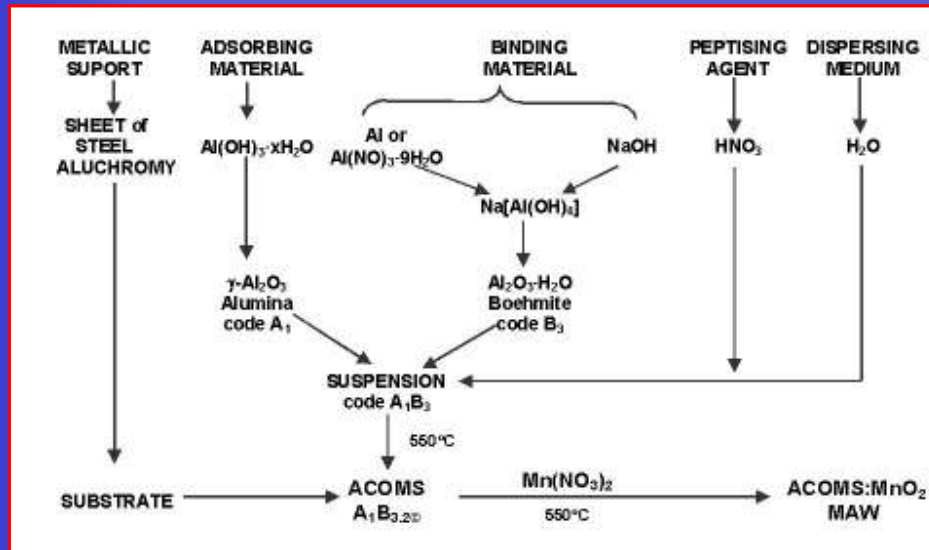 METALLIC
SUPORT
ADSORBING
MATERIAL
BINDING
MATERIAL
PEPTISING
AGENT
DISPERSING
MEDIUM
SHEET of
STEEL
ALUCHROMY
Al(OH)₃·xH₂O
Al or
Al(NO)₃·9H₂O
NaOH
HNO₃
H₂O
Na[Al(OH)₄]
γ-Al₂O₃
Alumina
code A₁
Al₂O₃·H₂O
Boehmite
code B₃
SUSPENSION
code A₁B₃
550°C
SUBSTRATE
ACOMS
A₁B₃.₂©
Mn(NO₃)₂
550°C
ACOMS:MnO₂
MAW